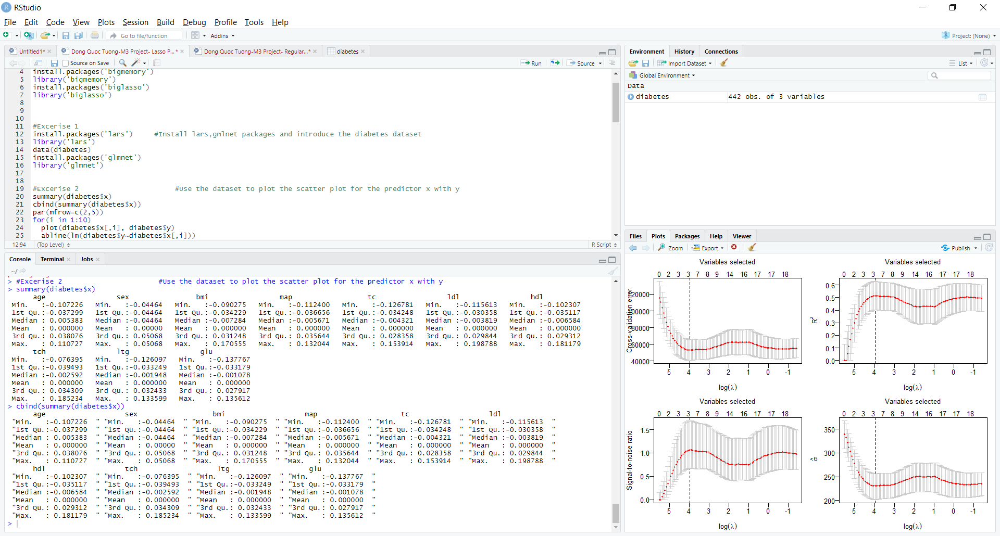 RStudio
File Edit Code View Plots Session Build Debug Profile Tools Help
Go to file/function Addins Project: (None)
Untitled1* Dong Quoc Tuong-M3 Project- Lasso P...* Dong Quoc Tuong-M3 Project- Regular...* diabetes
Source on Save Run Source
4 install.packages('bigmemory')
5 library('bigmemory')
6 install.packages('biglasso')
7 library('biglasso')
8
9
10
11 #Excerise 1
12 install.packages('lars') #Install lars,gmlnet packages and introduce the diabetes dataset
13 library('lars')
14 data(diabetes)
15 install.packages('glmnet')
16 library('glmnet')
17
18
19 #Excerise 2 #Use the dataset to plot the scatter plot for the predictor x with y
20 summary(diabetes$x)
21 cbind(summary(diabetes$x))
22 par(mfrow=c(2,5))
23 for(i in 1:10)
24 plot(diabetes$x[,i], diabetes$y)
25 abline(lm(diabetes$y~diabetes$x[,i]))
12:94 (Top Level) R Script
Console Terminal Jobs
~/
> #Excerise 2 #Use the dataset to plot the scatter plot for the predictor x with y
> summary(diabetes$x)
age sex bmi map tc ldl hdl
Min. :-0.107226 Min. :-0.04464 Min. :-0.090275 Min. :-0.112400 Min. :-0.126781 Min. :-0.115613 Min. :-0.102307
1st Qu.:-0.037299 1st Qu.:-0.04464 1st Qu.:-0.034229 1st Qu.:-0.036656 1st Qu.:-0.034248 1st Qu.:-0.030358 1st Qu.:-0.035117
Median : 0.005383 Median :-0.04464 Median :-0.007284 Median :-0.005671 Median :-0.004321 Median :-0.003819 Median :-0.006584
Mean : 0.000000 Mean : 0.00000 Mean : 0.000000 Mean : 0.000000 Mean : 0.000000 Mean : 0.000000 Mean : 0.000000
3rd Qu.: 0.038076 3rd Qu.: 0.05068 3rd Qu.: 0.031248 3rd Qu.: 0.035644 3rd Qu.: 0.028358 3rd Qu.: 0.029844 3rd Qu.: 0.029312
Max. : 0.110727 Max. : 0.05068 Max. : 0.170555 Max. : 0.132044 Max. : 0.153914 Max. : 0.198788 Max. : 0.181179
tch ltg glu
Min. :-0.076395 Min. :-0.126097 Min. :-0.137767
1st Qu.:-0.039493 1st Qu.:-0.033249 1st Qu.:-0.033179
Median :-0.002592 Median :-0.001948 Median :-0.001078
Mean : 0.000000 Mean : 0.000000 Mean : 0.000000
3rd Qu.: 0.034309 3rd Qu.: 0.032433 3rd Qu.: 0.027917
Max. : 0.185234 Max. : 0.133599 Max. : 0.135612
> cbind(summary(diabetes$x))
age sex bmi map tc ldl
"Min. :-0.107226 " "Min. :-0.04464 " "Min. :-0.090275 " "Min. :-0.112400 " "Min. :-0.126781 " "Min. :-0.115613 "
"1st Qu.:-0.037299 " "1st Qu.:-0.04464 " "1st Qu.:-0.034229 " "1st Qu.:-0.036656 " "1st Qu.:-0.034248 " "1st Qu.:-0.030358 "
"Median : 0.005383 " "Median :-0.04464 " "Median :-0.007284 " "Median :-0.005671 " "Median :-0.004321 " "Median :-0.003819 "
"Mean : 0.000000 " "Mean : 0.00000 " "Mean : 0.000000 " "Mean : 0.000000 " "Mean : 0.000000 " "Mean : 0.000000 "
"3rd Qu.: 0.038076 " "3rd Qu.: 0.05068 " "3rd Qu.: 0.031248 " "3rd Qu.: 0.035644 " "3rd Qu.: 0.028358 " "3rd Qu.: 0.029844 "
"Max. : 0.110727 " "Max. : 0.05068 " "Max. : 0.170555 " "Max. : 0.132044 " "Max. : 0.153914 " "Max. : 0.198788 "
hdl tch ltg glu
"Min. :-0.102307 " "Min. :-0.076395 " "Min. :-0.126097 " "Min. :-0.137767 "
"1st Qu.:-0.035117 " "1st Qu.:-0.039493 " "1st Qu.:-0.033249 " "1st Qu.:-0.033179 "
"Median :-0.006584 " "Median :-0.002592 " "Median :-0.001948 " "Median :-0.001078 "
"Mean : 0.000000 " "Mean : 0.000000 " "Mean : 0.000000 " "Mean : 0.000000 "
"3rd Qu.: 0.029312 " "3rd Qu.: 0.034309 " "3rd Qu.: 0.032433 " "3rd Qu.: 0.027917 "
"Max. : 0.181179 " "Max. : 0.185234 " "Max. : 0.133599 " "Max. : 0.135612 "
>
Environment History Connections
Import Dataset List
Global Environment
Data
diabetes 442 obs. of 3 variables
Files Plots Packages Help Viewer
Zoom Export Publish
Variables selected
0 2 3 3 7 8 9 14 16 17 17 18
Cross-validation error
20000
00000
80000
60000
40000
5 4 3 2 1 0 -1
log(λ)
Variables selected
0 2 3 3 7 8 9 14 16 17 17 18
R²
0.6
0.5
0.4
0.3
0.2
0.1
0.0
5 4 3 2 1 0 -1
log(λ)
Variables selected
0 2 3 3 7 8 9 14 16 17 17 18
Signal-to-noise ratio
1.5
1.0
0.5
0.0
5 4 3 2 1 0 -1
log(λ)
Variables selected
0 2 3 3 7 8 9 14 16 17 17 18
σ̂
350
300
250
200
5 4 3 2 1 0 -1
log(λ)